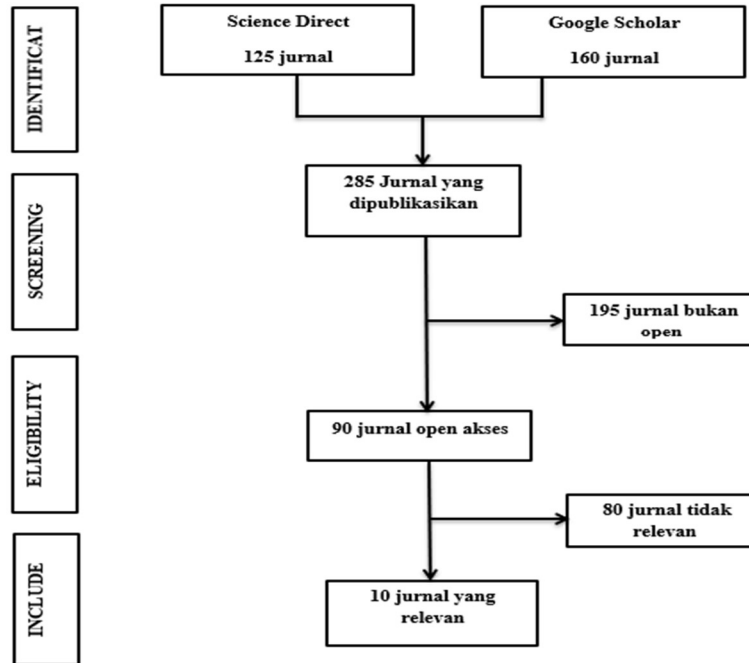 IDENTIFICAT
Science Direct
125 jurnal
Google Scholar
160 jurnal
SCREENING
285 Jurnal yang
dipublikasikan
195 jurnal bukan
open
ELIGIBILITY
90 jurnal open akses
80 jurnal tidak
relevan
INCLUDE
10 jurnal yang
relevan